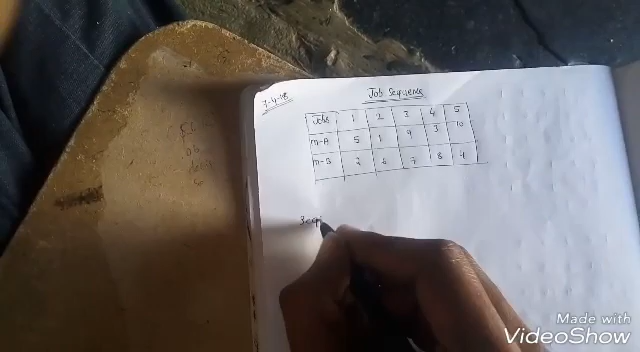 7-4-18
Job Sequence
Jobs 1 2 3 4 5
m-A 5 1 9 3 10
m-B 2 6 7 8 4
Seq
Made with
VideoShow